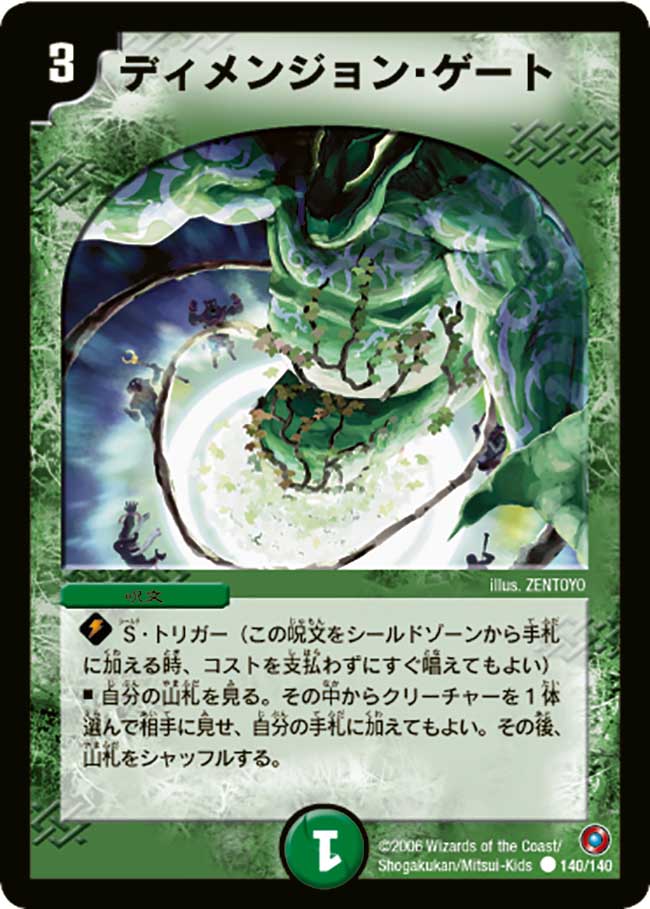 3
ディメンジョン・ゲート
illus. ZENTOYO
呪文
S・トリガー（この呪文をシールドゾーンから手札
に加える時、コストを支払わずにすぐ唱えてもよい）
■ 自分の山札を見る。その中からクリーチャーを１体
選んで相手に見せ、自分の手札に加えてもよい。その後、
山札をシャッフルする。
1
©2006 Wizards of the Coast/
Shogakukan/Mitsui-Kids 140/140